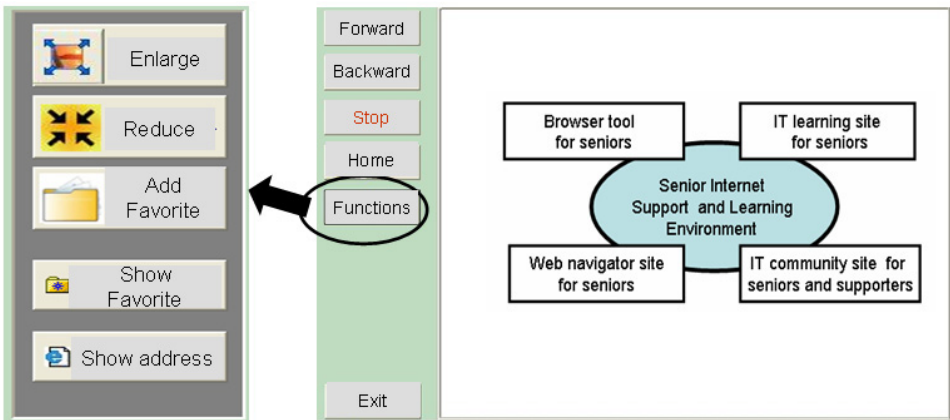 Enlarge
Reduce
Add
Favorite
Show
Favorite
Show address
Forward
Backward
Stop
Home
Functions
Exit
Browser tool
for seniors
IT learning site
for seniors
Senior Internet
Support and Learning
Environment
Web navigator site
for seniors
IT community site for
seniors and supporters